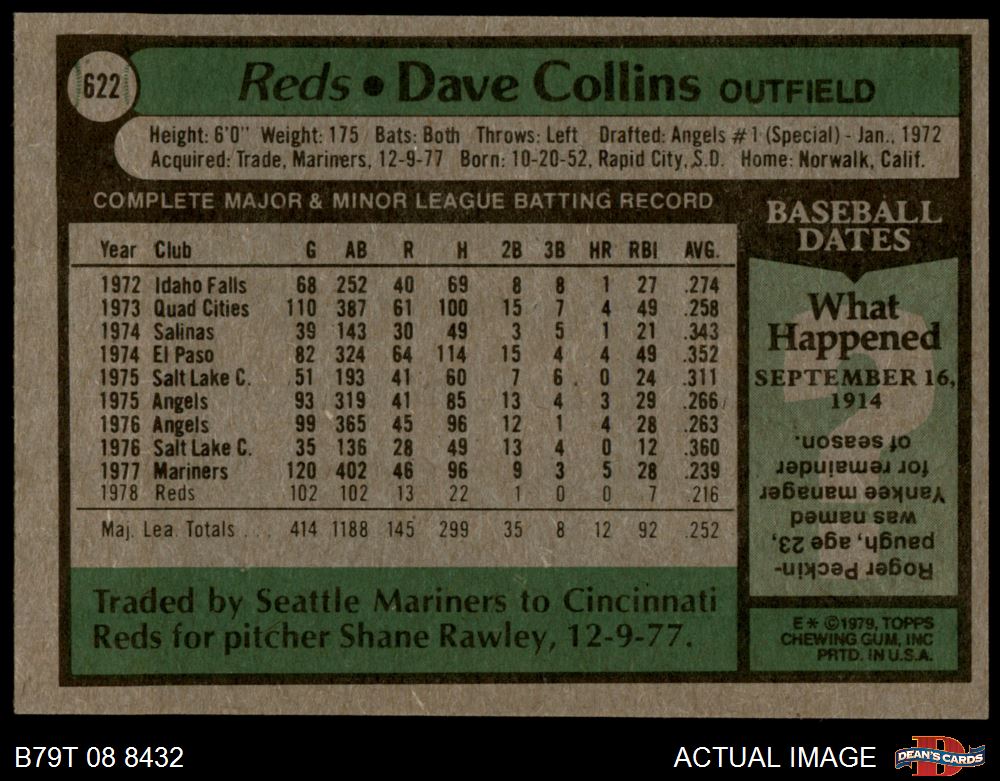 622
Reds • Dave Collins OUTFIELD
Height: 6'0" Weight: 175 Bats: Both Throws: Left Drafted: Angels #1 (Special) - Jan., 1972
Acquired: Trade, Mariners, 12-9-77 Born: 10-20-52, Rapid City, S.D. Home: Norwalk, Calif.
COMPLETE MAJOR & MINOR LEAGUE BATTING RECORD
Year Club G AB R H 2B 3B HR RBI AVG.
1972 Idaho Falls 68 252 40 69 8 8 1 27 .274
1973 Quad Cities 110 387 61 100 15 7 4 49 .258
1974 Salinas 39 143 30 49 3 5 1 21 .343
1974 El Paso 82 324 64 114 15 4 4 49 .352
1975 Salt Lake C. 51 193 41 60 7 6 0 24 .311
1975 Angels 93 319 41 85 13 4 3 29 .266
1976 Angels 99 365 45 96 12 1 4 28 .263
1976 Salt Lake C. 35 136 28 49 13 4 0 12 .360
1977 Mariners 120 402 46 96 9 3 5 28 .239
1978 Reds 102 102 13 22 1 0 0 7 .216
Maj. Lea. Totals ... 414 1188 145 299 35 8 12 92 .252
Traded by Seattle Mariners to Cincinnati
Reds for pitcher Shane Rawley, 12-9-77.
BASEBALL
DATES
What
Happened
SEPTEMBER 16,
1914
Roger Peckin-
paugh, age 23,
was named
Yankee manager
for remainder
of season.
E* ©1979, TOPPS
CHEWING GUM, INC
PRTD. IN U.S.A.
B79T 08 8432
ACTUAL IMAGE
D
DEAN'S CARDS